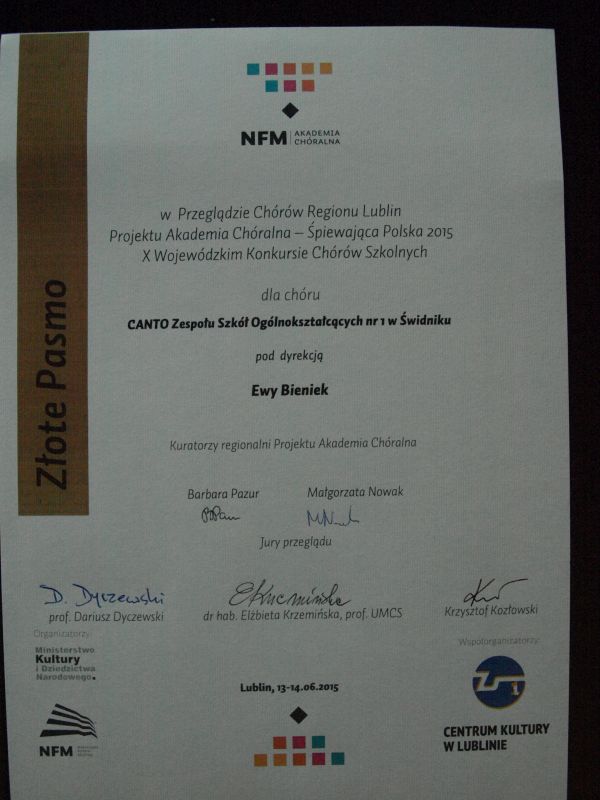 NFM AKADEMIA CHÓRALNA
Złote Pasmo
w Przeglądzie Chórów Regionu Lublin
Projektu Akademia Chóralna – Śpiewająca Polska 2015
X Wojewódzkim Konkursie Chórów Szkolnych
dla chóru
CANTO Zespołu Szkół Ogólnokształcących nr 1 w Świdniku
pod dyrekcją
Ewy Bieniek
Kuratorzy regionalni Projektu Akademia Chóralna
Barbara Pazur Małgorzata Nowak
Jury przeglądu
D. Dyczewski
prof. Dariusz Dyczewski
dr hab. Elżbieta Krzemińska, prof. UMCS
Krzysztof Kozłowski
Organizatorzy:
Ministerstwo
Kultury
i Dziedzictwa
Narodowego.
NFM
Współorganizatorzy:
1
CENTRUM KULTURY
W LUBLINIE
Lublin, 13-14.06.2015